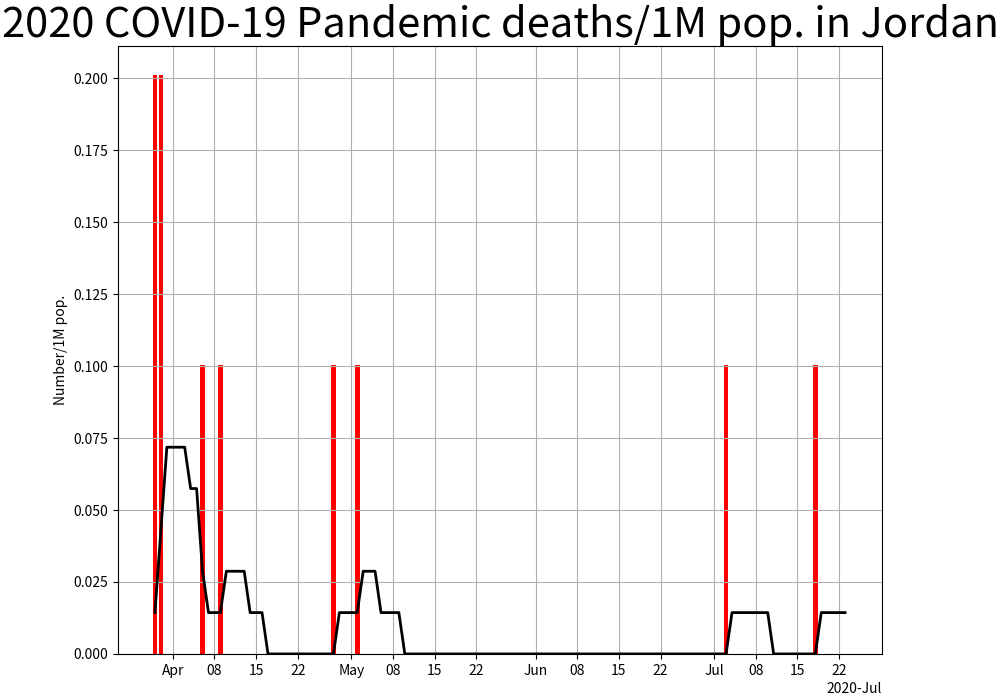 2020 COVID-19 Pandemic deaths/1M pop. in Jordan
Number/1M pop.
0.200
0.175
0.150
0.125
0.100
0.075
0.050
0.025
0.000
Apr 08 15 22 May 08 15 22 Jun 08 15 22 Jul 08 15 22
2020-Jul